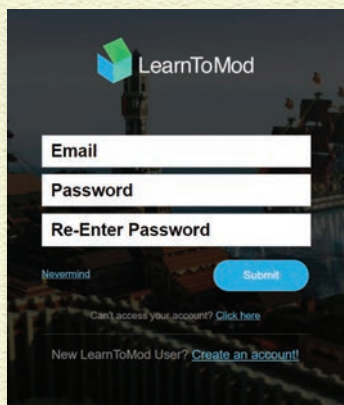 LearnToMod
Email
Password
Re-Enter Password
Nevermind Submit
Can't access your account? Click here
New LearnToMod User? Create an account!